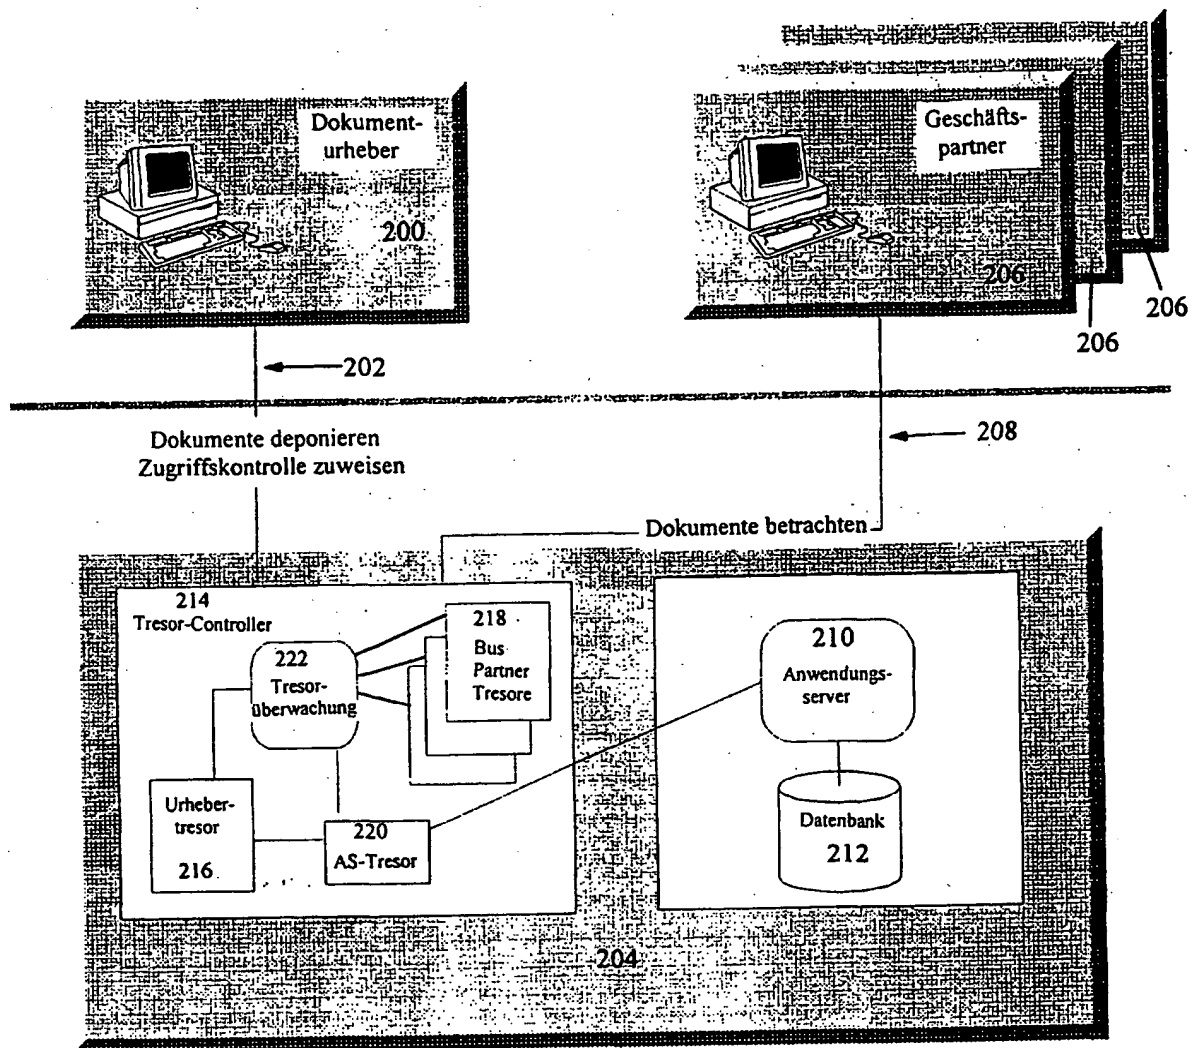 Dokument-
urheber
200
Geschäfts-
partner
206
206
206
202
208
Dokumente deponieren
Zugriffskontrolle zuweisen
Dokumente betrachten
214
Tresor-Controller
222
Tresor-
überwachung
218
Bus
Partner
Tresore
Urheber-
tresor
216
220
AS-Tresor
210
Anwendungs-
server
Datenbank
212
204